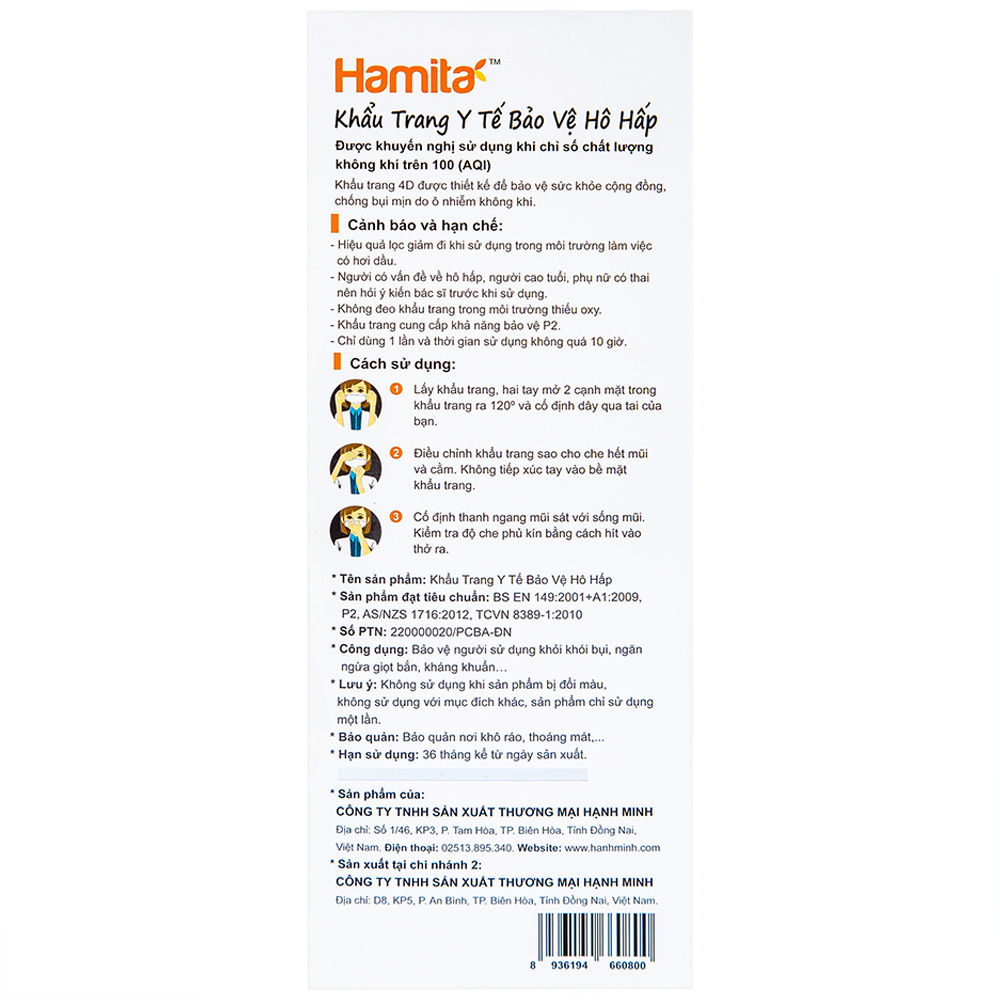 Hamita™
Khẩu Trang Y Tế Bảo Vệ Hô Hấp
Được khuyến nghị sử dụng khi chỉ số chất lượng
không khí trên 100 (AQI)
Khẩu trang 4D được thiết kế để bảo vệ sức khỏe cộng đồng,
chống bụi mịn do ô nhiễm không khí.
Cảnh báo và hạn chế:
- Hiệu quả lọc giảm đi khi sử dụng trong môi trường làm việc
có hơi dầu.
- Người có vấn đề về hô hấp, người cao tuổi, phụ nữ có thai
nên hỏi ý kiến bác sĩ trước khi sử dụng.
- Không đeo khẩu trang trong môi trường thiếu oxy.
- Khẩu trang cung cấp khả năng bảo vệ P2.
- Chỉ dùng 1 lần và thời gian sử dụng không quá 10 giờ.
Cách sử dụng:
1 Lấy khẩu trang, hai tay mở 2 cạnh mặt trong
khẩu trang ra 120º và cố định dây qua tai của
bạn.
2 Điều chỉnh khẩu trang sao cho che hết mũi
và cằm. Không tiếp xúc tay vào bề mặt
khẩu trang.
3 Cố định thanh ngang mũi sát với sống mũi.
Kiểm tra độ che phủ kín bằng cách hít vào
thở ra.
* Tên sản phẩm: Khẩu Trang Y Tế Bảo Vệ Hô Hấp
* Sản phẩm đạt tiêu chuẩn: BS EN 149:2001+A1:2009,
P2, AS/NZS 1716:2012, TCVN 8389-1:2010
* Số PTN: 220000020/PCBA-ĐN
* Công dụng: Bảo vệ người sử dụng khỏi khói bụi, ngăn
ngừa giọt bắn, kháng khuẩn…
* Lưu ý: Không sử dụng khi sản phẩm bị đổi màu,
không sử dụng với mục đích khác, sản phẩm chỉ sử dụng
một lần.
* Bảo quản: Bảo quản nơi khô ráo, thoáng mát,...
* Hạn sử dụng: 36 tháng kể từ ngày sản xuất.
* Sản phẩm của:
CÔNG TY TNHH SẢN XUẤT THƯƠNG MẠI HẠNH MINH
Địa chỉ: Số 1/46, KP3, P. Tam Hòa, TP. Biên Hòa, Tỉnh Đồng Nai,
Việt Nam. Điện thoại: 02513.895.340. Website: www.hanhminh.com
* Sản xuất tại chi nhánh 2:
CÔNG TY TNHH SẢN XUẤT THƯƠNG MẠI HẠNH MINH
Địa chỉ: D8, KP5, P. An Bình, TP. Biên Hòa, Tỉnh Đồng Nai, Việt Nam.
8 936194 660800